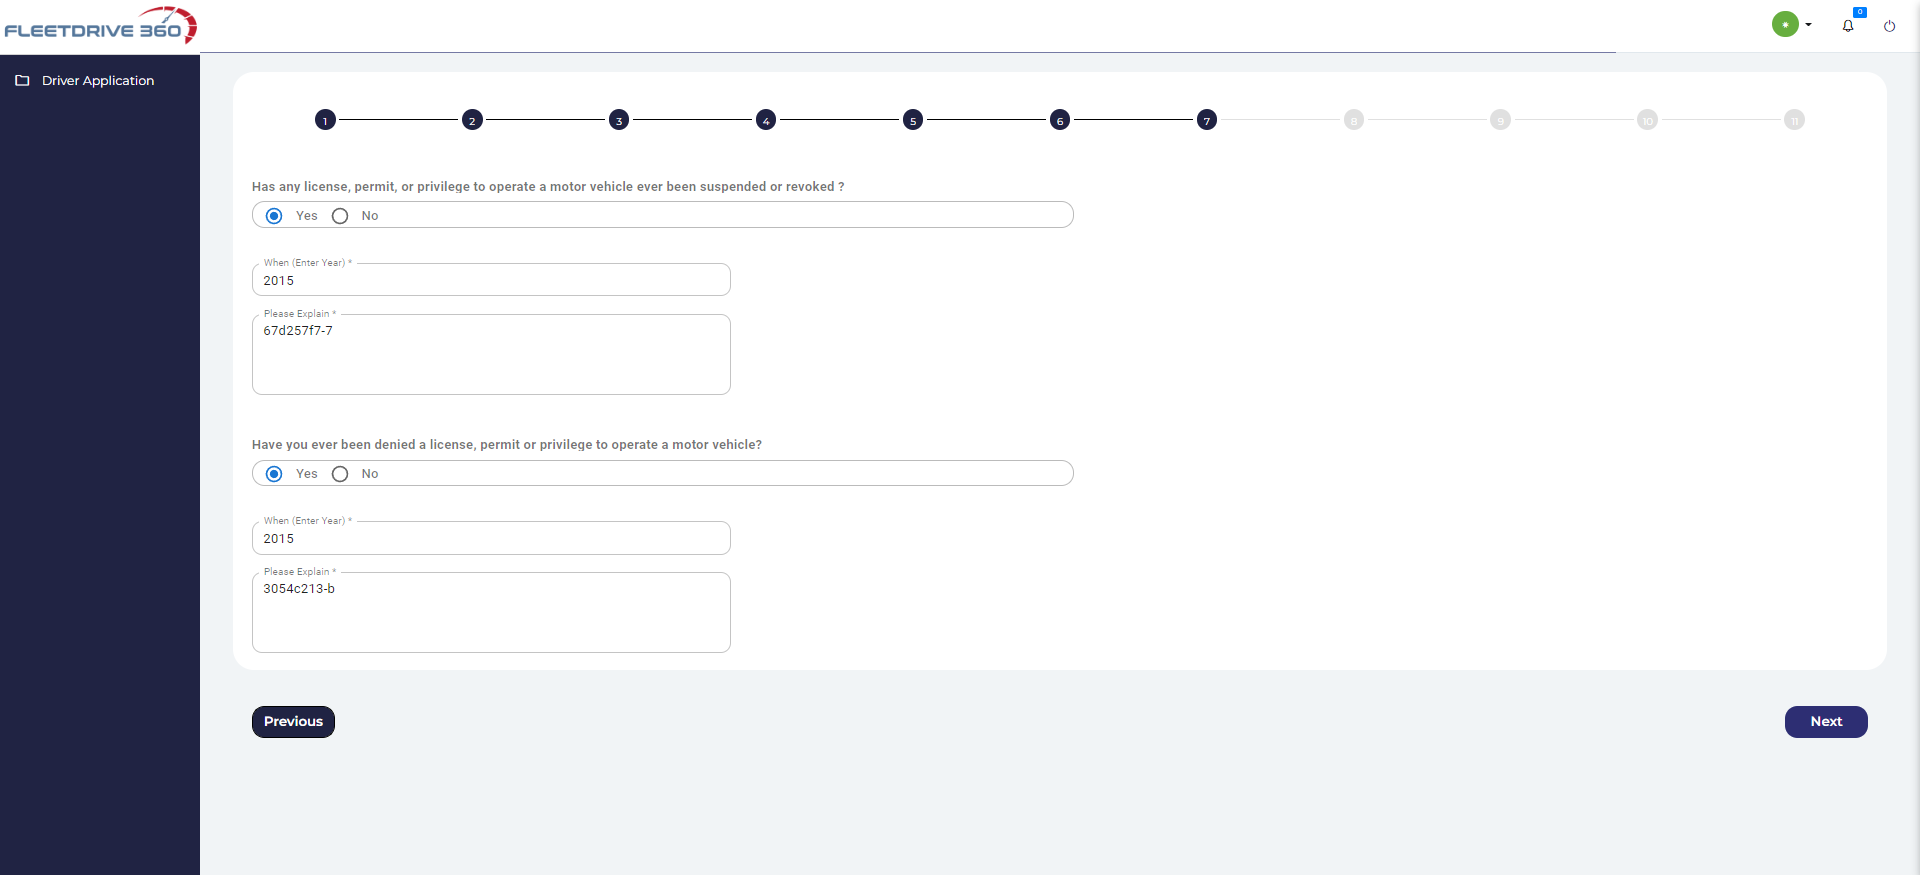 FLEETDRIVE 360
0
Driver Application
1 2 3 4 5 6 7 8 9 10 11
Has any license, permit, or privilege to operate a motor vehicle ever been suspended or revoked ?
Yes No
When (Enter Year) *
2015
Please Explain *
67d257f7-7
Have you ever been denied a license, permit or privilege to operate a motor vehicle?
Yes No
When (Enter Year) *
2015
Please Explain *
3054c213-b
Previous
Next